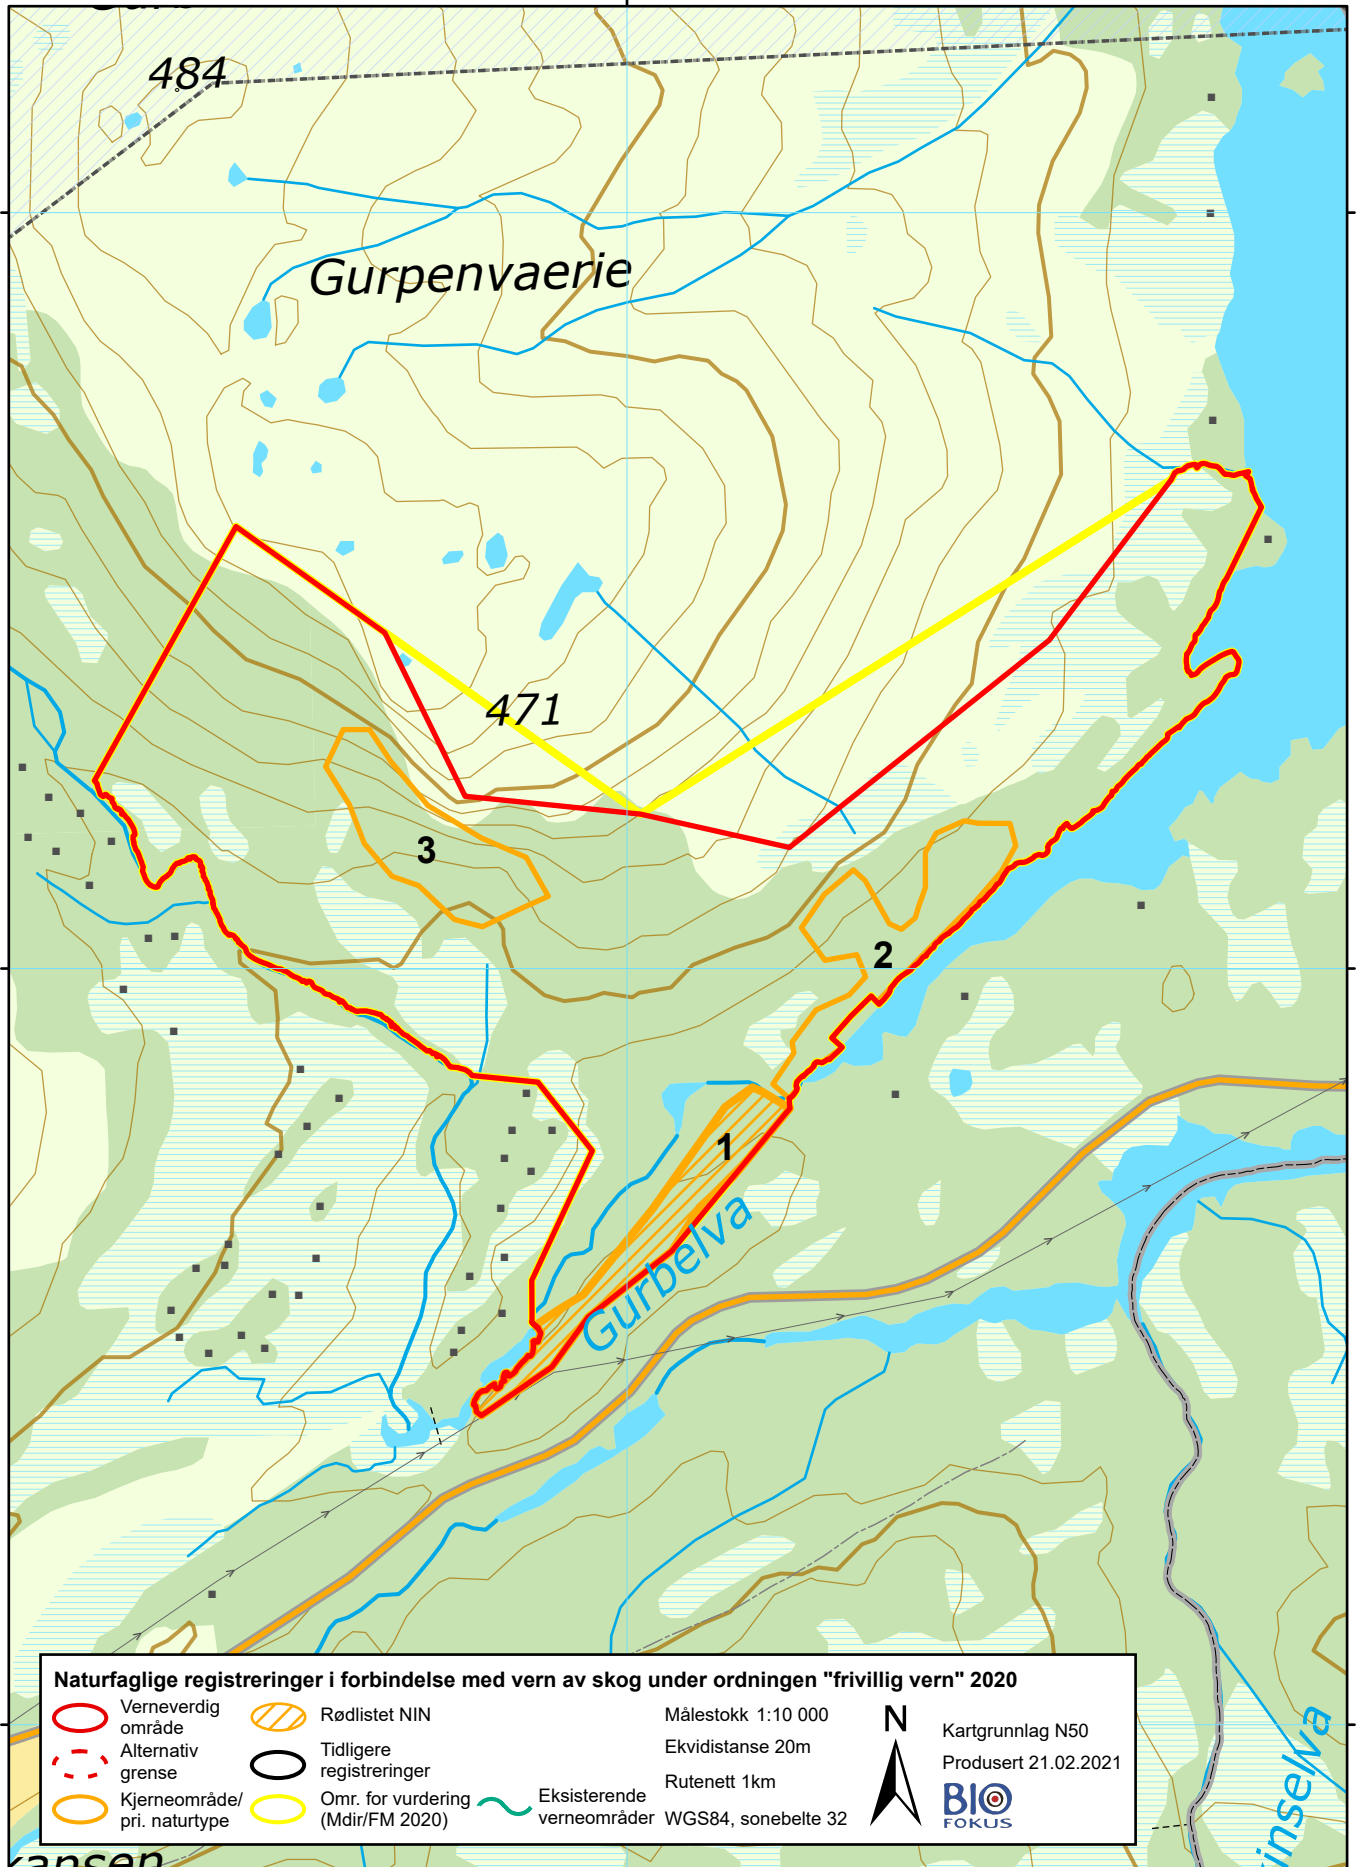 484
Gurpenvaerie
471
3
2
1
Gurbelva
Naturfaglige registreringer i forbindelse med vern av skog under ordningen "frivillig vern" 2020
Verneverdig
område
Alternativ
grense
Kjerneområde/
pri. naturtype
Rødlistet NIN
Tidligere
registreringer
Omr. for vurdering
(Mdir/FM 2020)
Eksisterende
verneområder
Målestokk 1:10 000
Ekvidistanse 20m
Rutenett 1km
WGS84, sonebelte 32
N
Kartgrunnlag N50
Produsert 21.02.2021
BIO
FOKUS
inselva
kansen